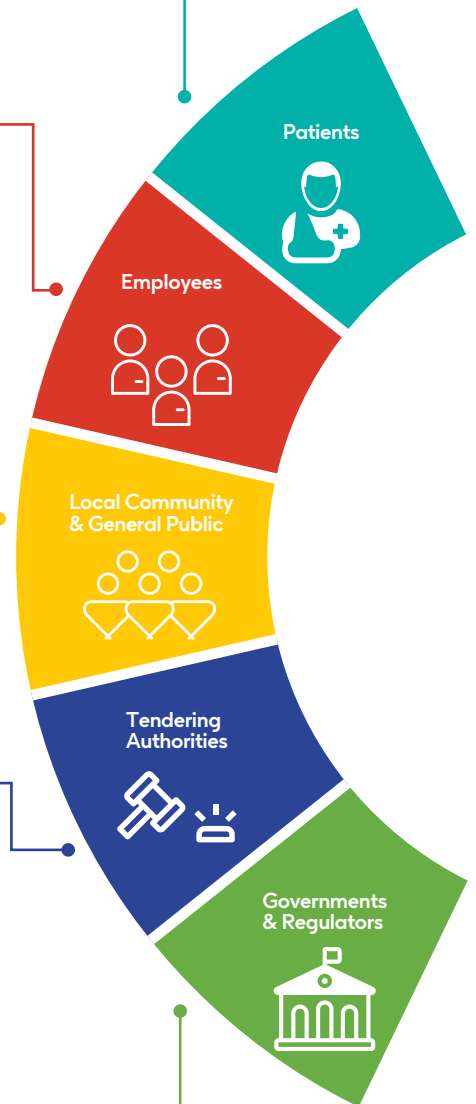 Patients
Employees
Local Community
& General Public
Tendering
Authorities
Governments
& Regulators